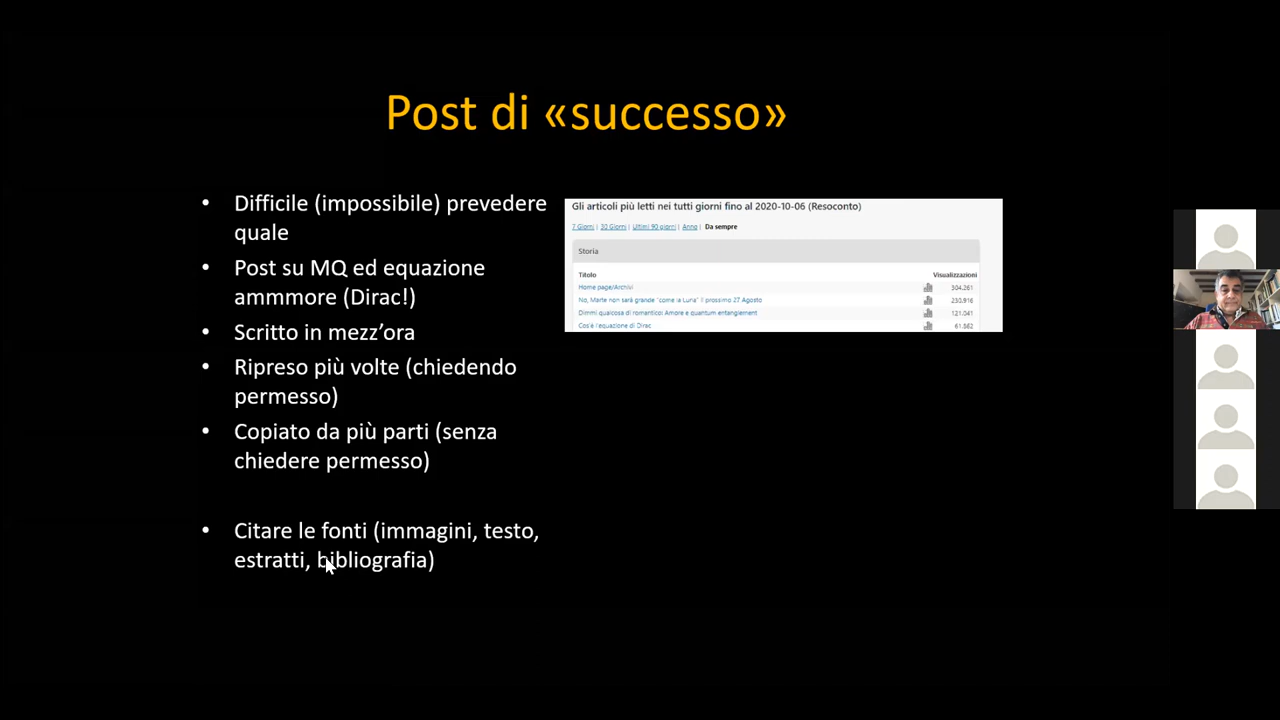 Post di «successo»
• Difficile (impossibile) prevedere
quale
• Post su MQ ed equazione
ammmore (Dirac!)
• Scritto in mezz’ora
• Ripreso più volte (chiedendo
permesso)
• Copiato da più parti (senza
chiedere permesso)
• Citare le fonti (immagini, testo,
estratti, bibliografia)
Gli articoli più letti nei tutti giorni fino al 2020-10-06 (Resoconto)
7 Giorni | 30 Giorni | Ultimi 90 giorni | Anno | Da sempre
Storia
Titolo Visualizzazioni
Home page/Archivi 304.261
No, Marte non sarà grande "come la Luna" il prossimo 27 Agosto 230.916
Dimmi qualcosa di romantico: Amore e quantum entanglement 121.041
Cos'è l'equazione di Dirac 61.582